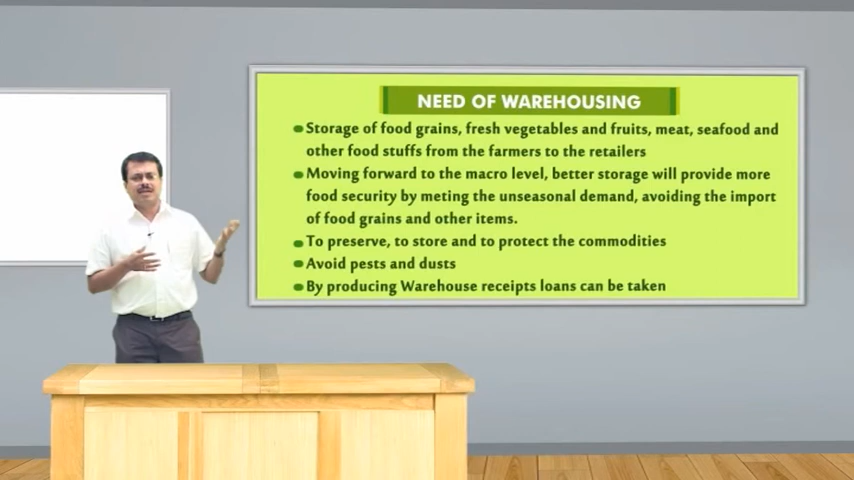 NEED OF WAREHOUSING
Storage of food grains, fresh vegetables and fruits, meat, seafood and
other food stuffs from the farmers to the retailers
Moving forward to the macro level, better storage will provide more
food security by meting the unseasonal demand, avoiding the import
of food grains and other items.
To preserve, to store and to protect the commodities
Avoid pests and dusts
By producing Warehouse receipts loans can be taken